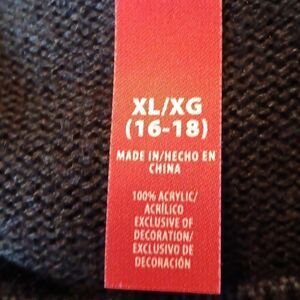 XL/XG
(16-18)
MADE IN/HECHO EN
CHINA
100% ACRYLIC/
ACRÍLICO
EXCLUSIVE OF
DECORATION/
EXCLUSIVO DE
DECORACIÓN